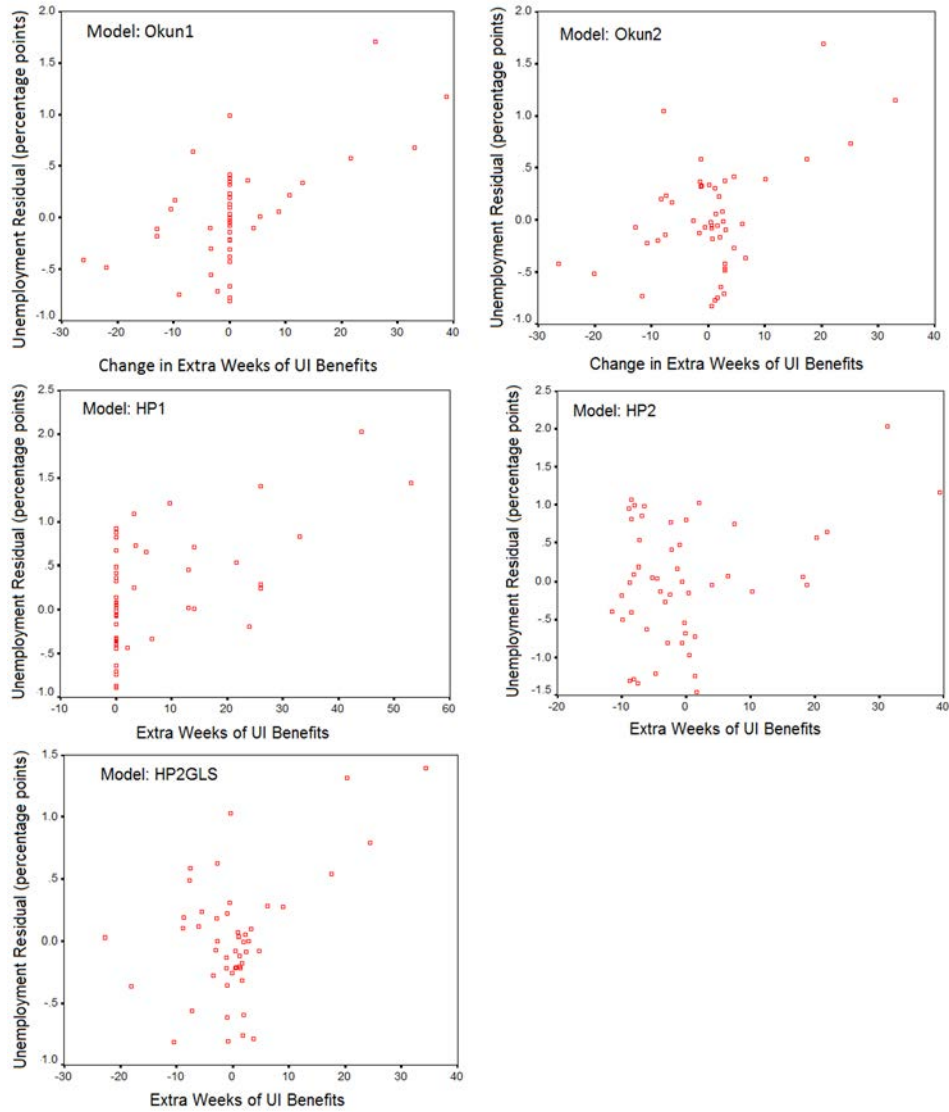 Model: Okun1
Unemployment Residual (percentage points)
2.0
1.5
1.0
.5
0.0
-.5
1.0
-30 -20 -10 0 10 20 30 40
Change in Extra Weeks of UI Benefits
Model: Okun2
Unemployment Residual (percentage points)
2.0
1.5
1.0
.5
0.0
-.5
-1.0
-30 -20 -10 0 10 20 30 40
Change in Extra Weeks of UI Benefits
Model: HP1
Unemployment Residual (percentage points)
2.5
2.0
1.5
1.0
.5
0.0
-.5
1.0
-10 0 10 20 30 40 50 60
Extra Weeks of UI Benefits
Model: HP2
Unemployment Residual (percentage points)
2.5
2.0
1.5
1.0
.5
0.0
-.5
-1.0
-1.5
-20 -10 0 10 20 30 40
Extra Weeks of UI Benefits
Model: HP2GLS
Unemployment Residual (percentage points)
1.5
1.0
.5
0.0
-.5
1.0
-30 -20 -10 0 10 20 30 40
Extra Weeks of UI Benefits